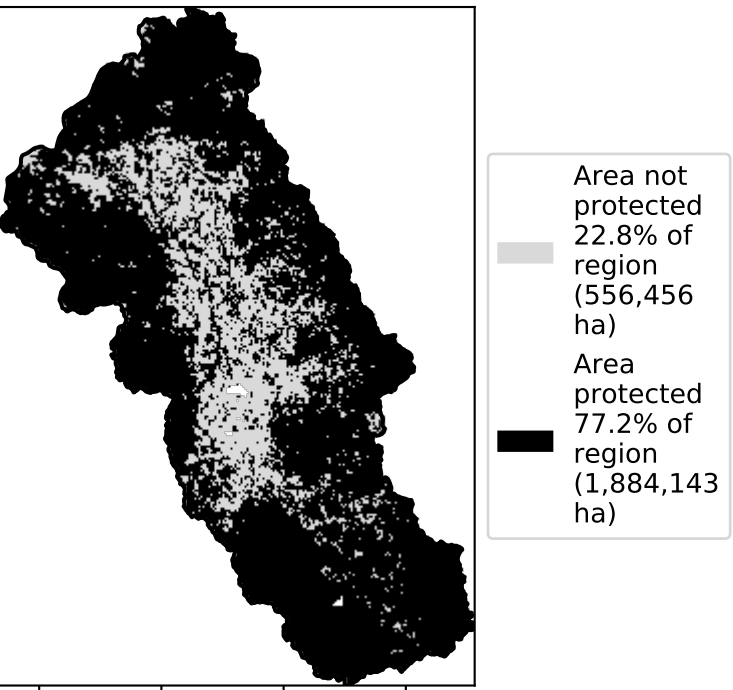 Area not
protected
22.8% of
region
(556,456
ha)
Area
protected
77.2% of
region
(1,884,143
ha)